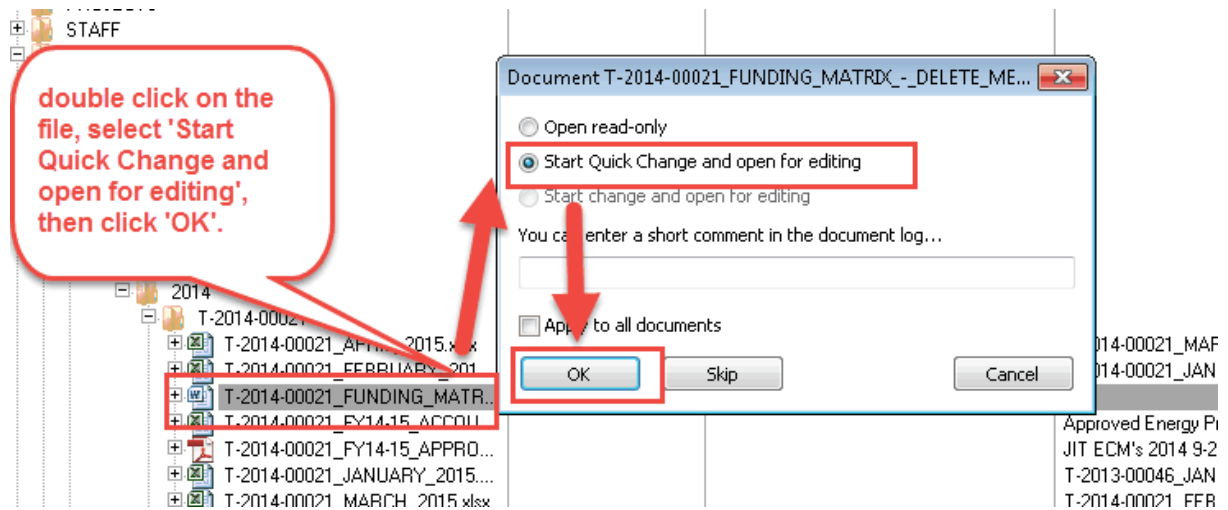 STAFF
double click on the
file, select 'Start
Quick Change and
open for editing',
then click 'OK'.
Document T-2014-00021_FUNDING_MATRIX_-_DELETE_ME...
Open read-only
Start Quick Change and open for editing
Start change and open for editing
You can enter a short comment in the document log...
Apply to all documents
OK
Skip
Cancel
2014
T-2014-00021
T-2014-00021_APRIL_2015.xlsx
T-2014-00021_FEBRUARY_201...
T-2014-00021_FUNDING_MATR...
T-2014-00021_FY14-15_ACCOU...
T-2014-00021_FY14-15_APPRO...
T-2014-00021_JANUARY_2015....
T-2014-00021_MARCH_2015.xlsx
014-00021_MAR
014-00021_JAN
Approved Energy Pr
JIT ECM's 2014 9-2
T-2013-00046_JAN
T-2014-00021_FEB